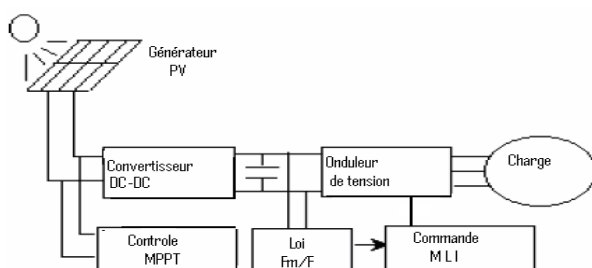 Générateur
PV
Convertisseur
DC-DC
Onduleur
de tension
Charge
Controle
MPPT
Loi
Fm/F
Commande
M L I